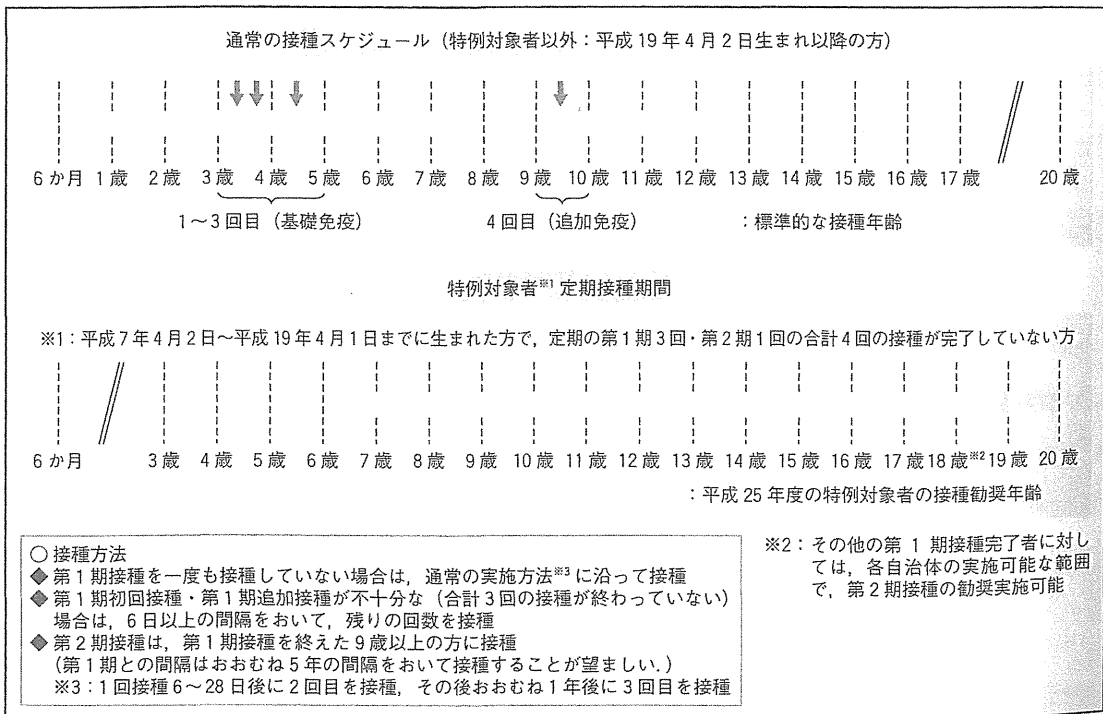 通常の接種スケジュール（特例対象者以外：平成19年4月2日生まれ以降の方）
6か月 1歳 2歳 3歳 4歳 5歳 6歳 7歳 8歳 9歳 10歳 11歳 12歳 13歳 14歳 15歳 16歳 17歳 20歳
1～3回目（基礎免疫） 4回目（追加免疫） ：標準的な接種年齢
特例対象者※1 定期接種期間
※1：平成7年4月2日～平成19年4月1日までに生まれた方で，定期の第1期3回・第2期1回の合計4回の接種が完了していない方
6か月 3歳 4歳 5歳 6歳 7歳 8歳 9歳 10歳 11歳 12歳 13歳 14歳 15歳 16歳 17歳 18歳※2 19歳 20歳
：平成25年度の特例対象者の接種勧奨年齢
○接種方法
◆第1期接種を一度も接種していない場合は，通常の実施方法※3に沿って接種
◆第1期初回接種・第1期追加接種が不十分な（合計3回の接種が終わっていない）
場合は，6日以上の間隔をおいて，残りの回数を接種
◆第2期接種は，第1期接種を終えた9歳以上の方に接種
（第1期との間隔はおおむね5年の間隔をおいて接種することが望ましい．）
※3：1回接種6～28日後に2回目を接種，その後おおむね1年後に3回目を接種
※2：その他の第1期接種完了者に対し
ては，各自治体の実施可能な範囲
で，第2期接種の勧奨実施可能